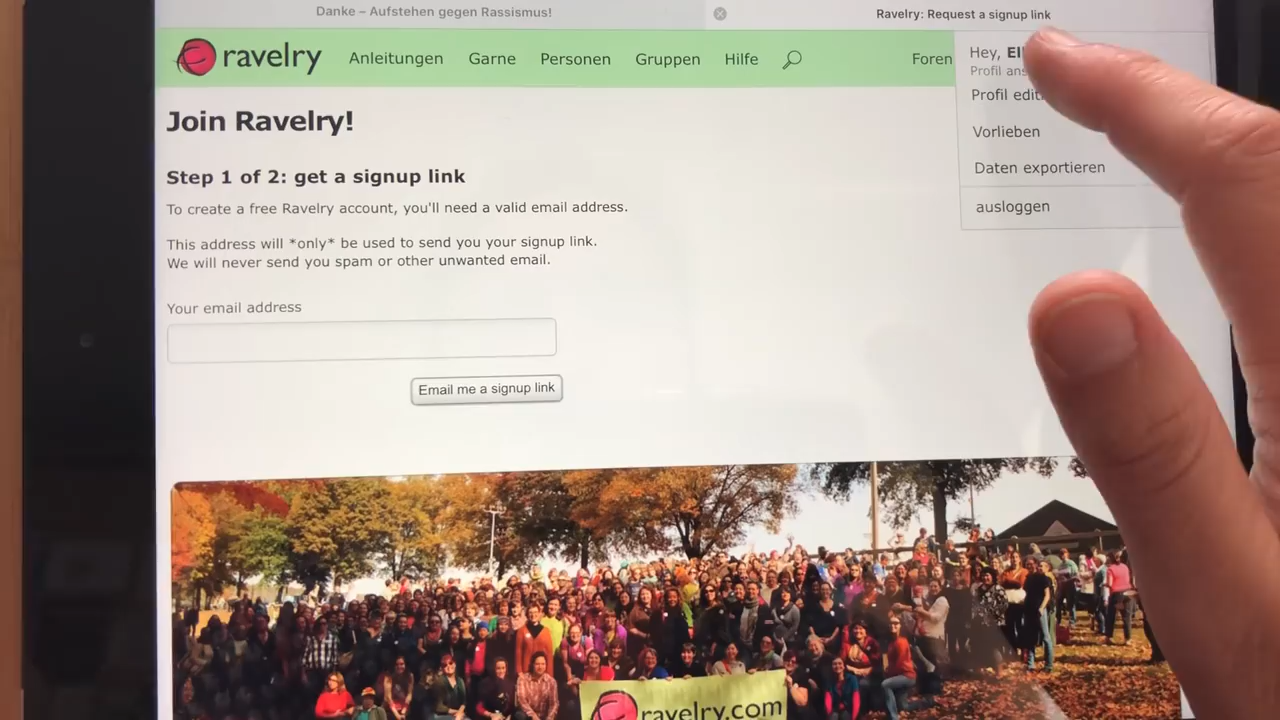 Danke – Aufstehen gegen Rassismus!
Ravelry: Request a signup link
ravelry
Anleitungen
Garne
Personen
Gruppen
Hilfe
Foren
Hey,
Profil
Profil
Vorlieben
Daten exportieren
ausloggen
Join Ravelry!
Step 1 of 2: get a signup link
To create a free Ravelry account, you'll need a valid email address.
This address will *only* be used to send you your signup link.
We will never send you spam or other unwanted email.
Your email address
Email me a signup link
ravelry.com